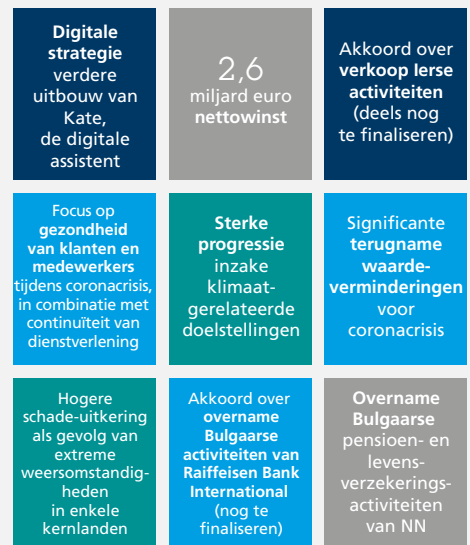 Digitale
strategie
verdere
uitbouw van
Kate,
de digitale
assistent
2,6
miljard euro
nettowinst
Akkoord over
verkoop Ierse
activiteiten
(deels nog
te finaliseren)
Focus op
gezondheid
van klanten en
medewerkers
tijdens coronacrisis,
in combinatie met
continuïteit van
dienstverlening
Sterke
progressie
inzake
klimaat-
gerelateerde
doelstellingen
Significante
terugname
waarde-
verminderingen
voor
coronacrisis
Hogere
schade-uitkering
als gevolg van
extreme
weersomstandig-
heden
in enkele
kernlanden
Akkoord over
overname
Bulgaarse
activiteiten van
Raiffeisen Bank
International
(nog te
finaliseren)
Overname
Bulgaarse
pensioen- en
levens-
verzekerings-
activiteiten
van NN